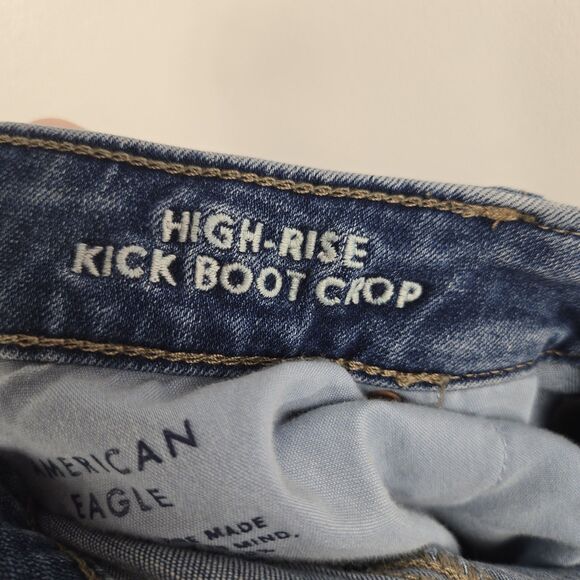 HIGH-RISE
KICK BOOT CROP
AMERICAN
EAGLE
MADE
MIND.